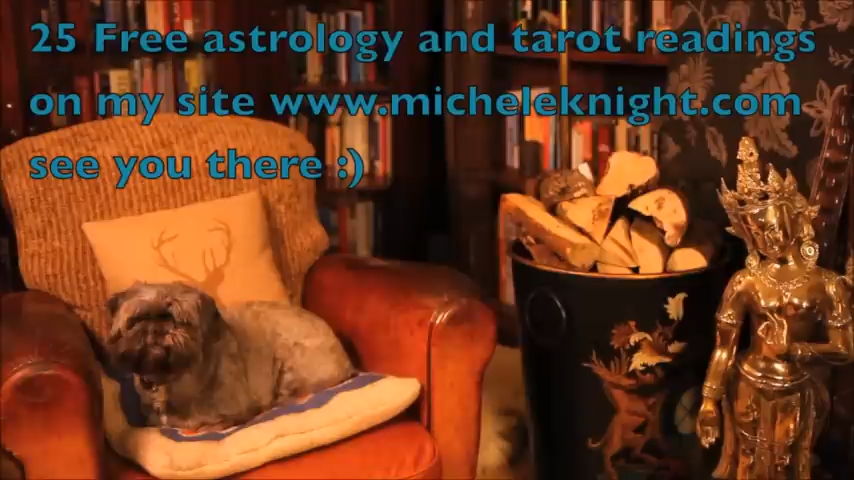 25 Free astrology and tarot readings
on my site www.micheleknight.com
see you there :)